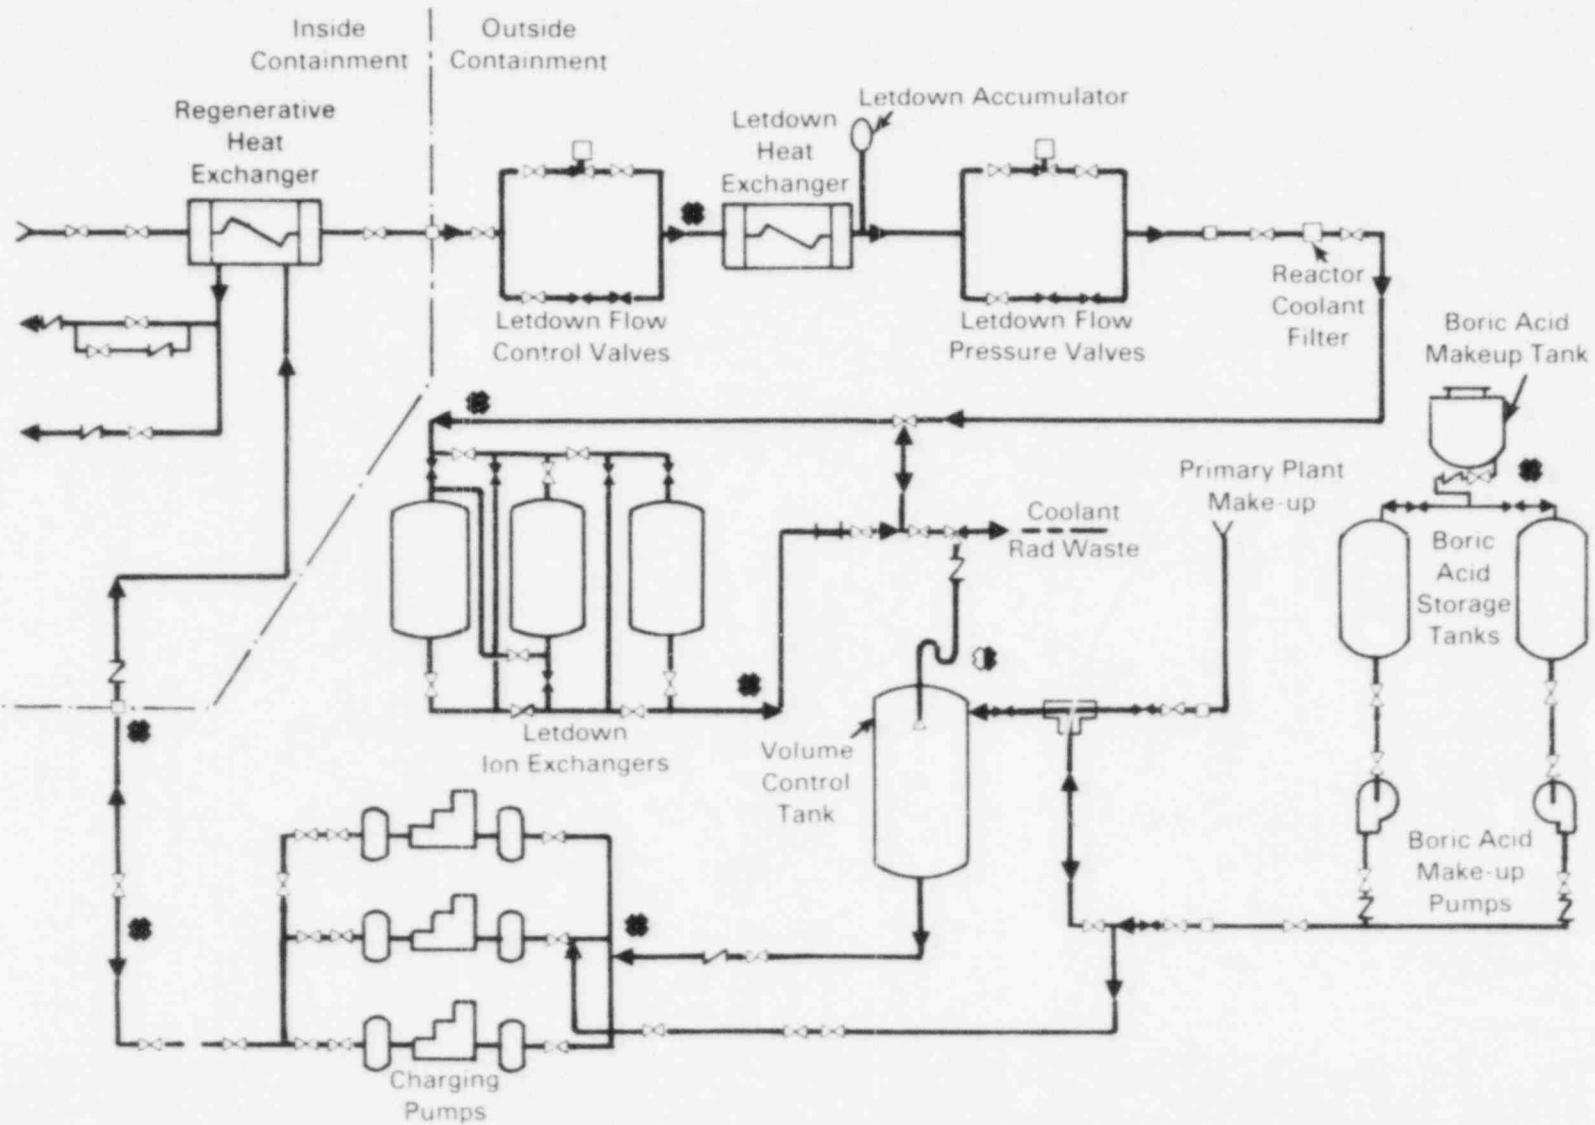 Inside
Containment
Outside
Containment
Regenerative
Heat
Exchanger
Letdown
Heat
Exchanger
Letdown Accumulator
Letdown Flow
Control Valves
Letdown Flow
Pressure Valves
Reactor
Coolant
Filter
Boric Acid
Makeup Tank
Primary Plant
Make-up
Coolant
Rad Waste
Boric
Acid
Storage
Tanks
Letdown
Ion Exchangers
Volume
Control
Tank
Boric Acid
Make-up
Pumps
Charging
Pumps